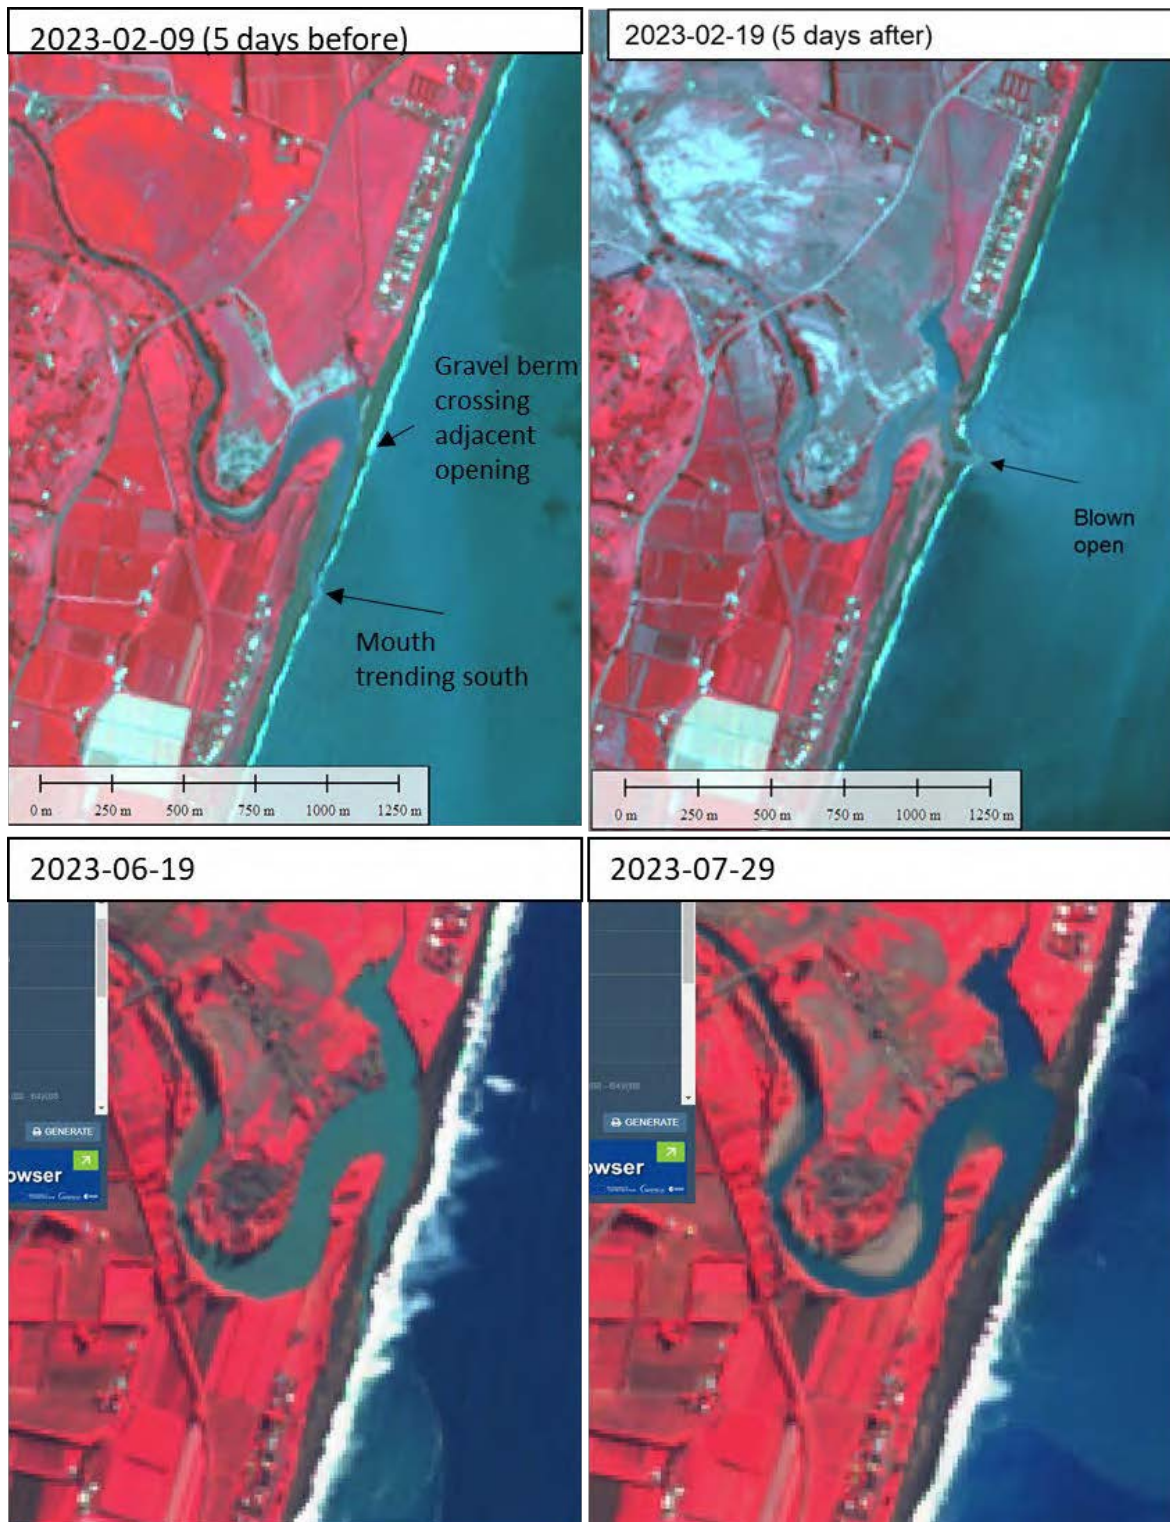 2023-02-09 (5 days before)
2023-02-19 (5 days after)
Gravel berm
crossing
adjacent
opening
Mouth
trending south
Blown
open
0 m 250 m 500 m 750 m 1000 m 1250 m
0 m 250 m 500 m 750 m 1000 m 1250 m
2023-06-19
2023-07-29
GENERATE
owser
GENERATE
owser